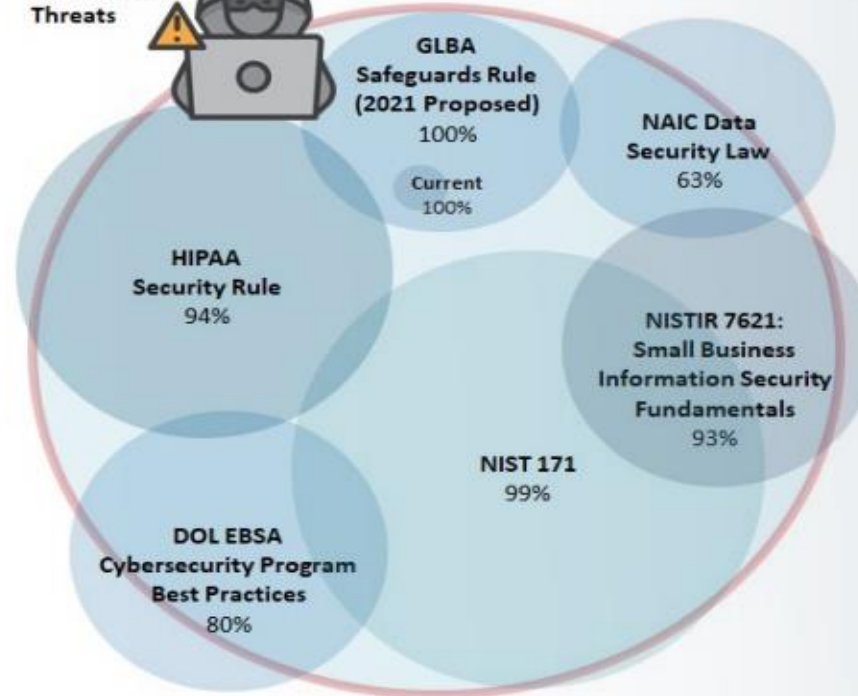 Threats
GLBA
Safeguards Rule
(2021 Proposed)
100%
Current
100%
NAIC Data
Security Law
63%
HIPAA
Security Rule
94%
NISTIR 7621:
Small Business
Information Security
Fundamentals
93%
NIST 171
99%
DOL EBSA
Cybersecurity Program
Best Practices
80%